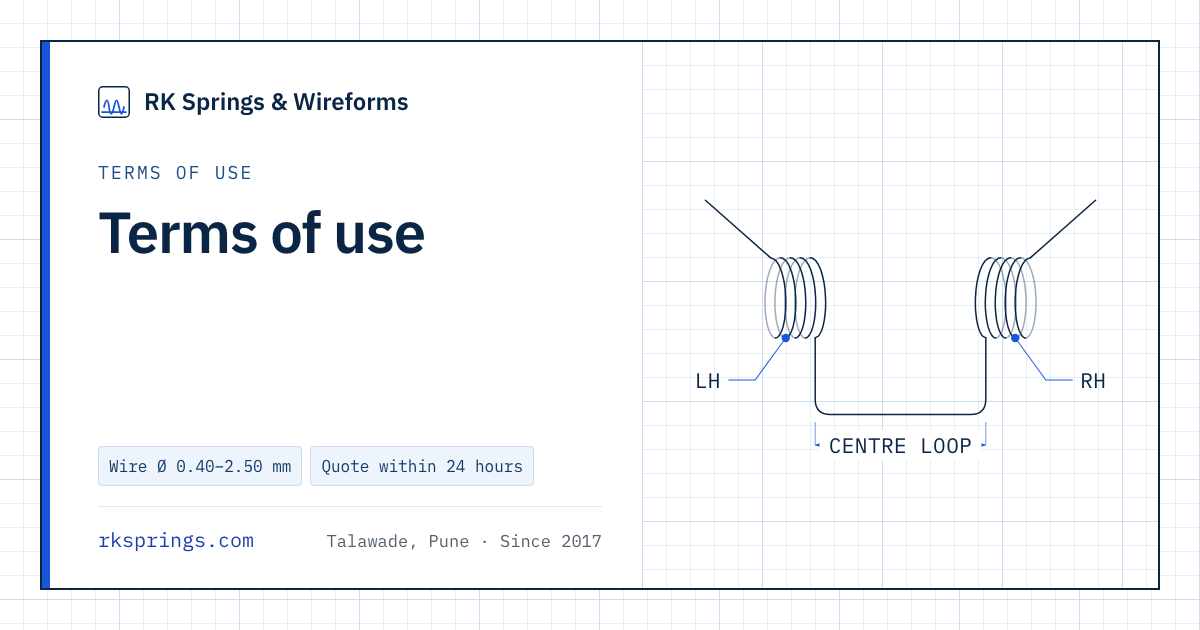 RK Springs & Wireforms
TERMS OF USE
Terms of use
Wire Ø 0.40–2.50 mm
Quote within 24 hours
rksprings.com
Talawade, Pune · Since 2017
LH
RH
CENTRE LOOP